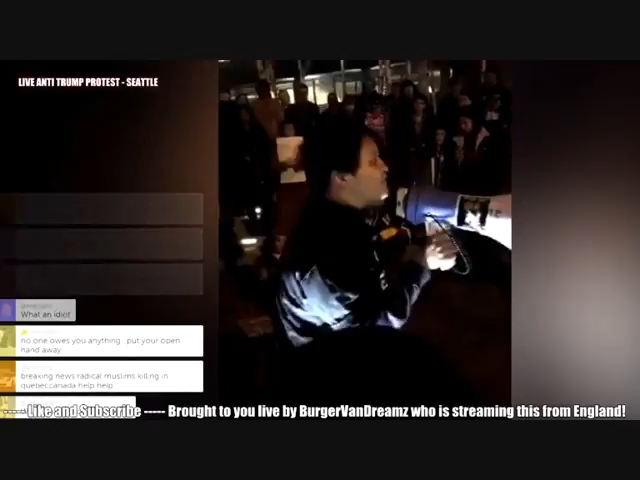 LIVE ANTI TRUMP PROTEST - SEATTLE
What an idiot
no one owes you anything. put your open
hand away
breaking news radical muslims killing in
quebec canada help help
----- Like and Subscribe ----- Brought to you live by BurgerVanDreamz who is streaming this from England!